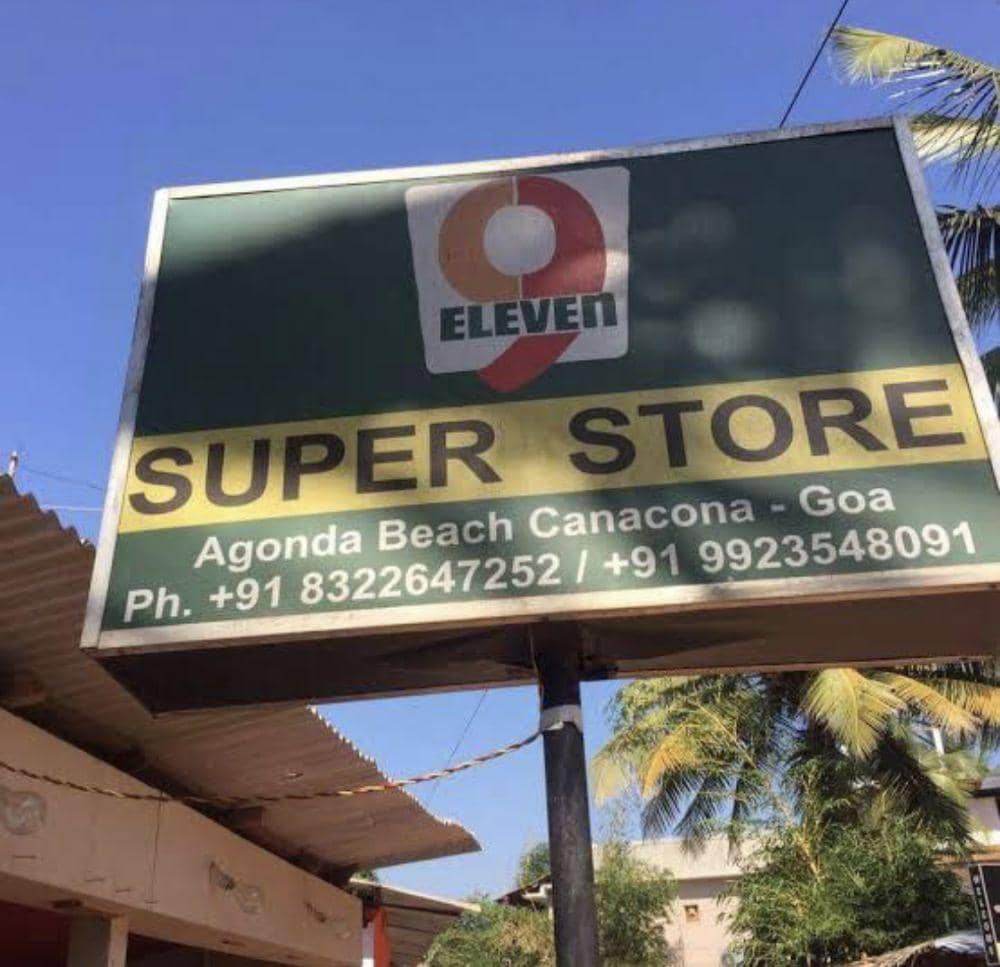 9
ELEVEn
SUPER STORE
Agonda Beach Canacona - Goa
Ph. +91 8322647252 / +91 9923548091